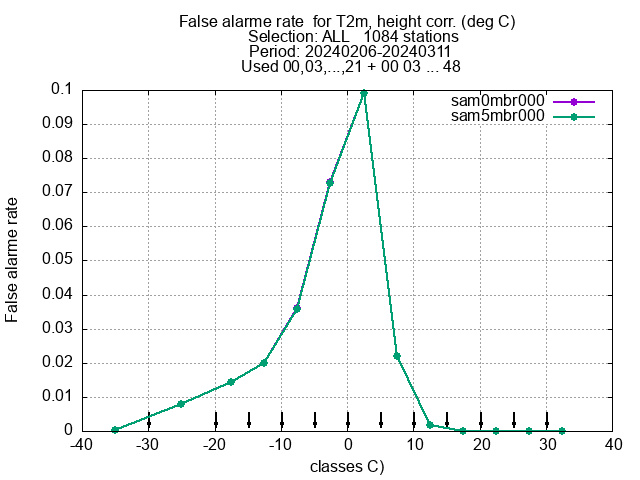 False alarme rate  for T2m, height corr. (deg C)
Selection: ALL   1084 stations
Period: 20240206-20240311
Used 00,03,...,21 + 00 03 ... 48
sam0mbr000
sam5mbr000
0.1
0.09
0.08
0.07
0.06
0.05
0.04
0.03
0.02
0.01
0
False alarme rate
-40 -30 -20 -10 0 10 20 30 40
classes C)